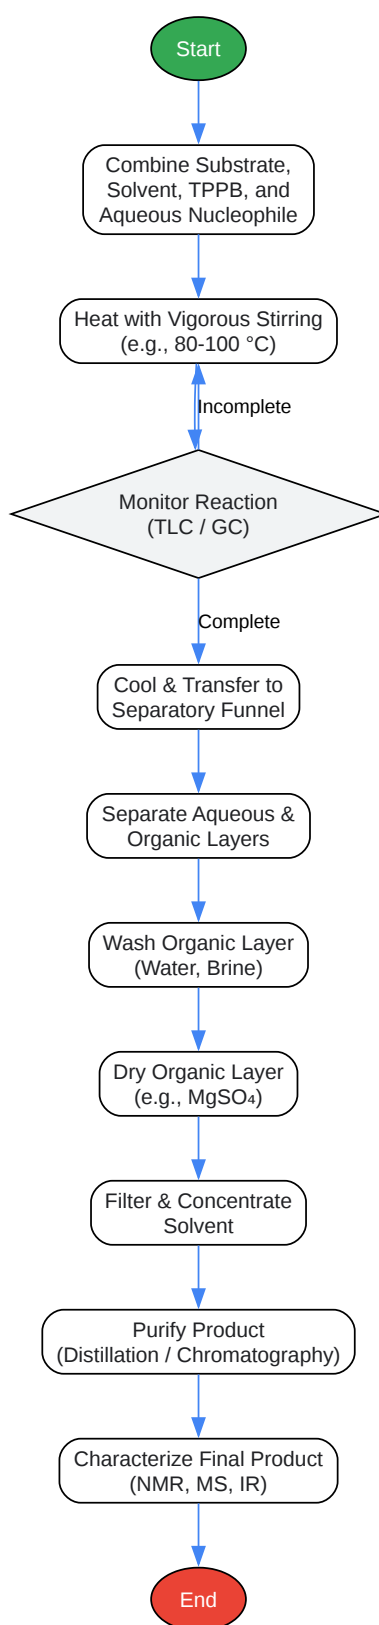 Start
Combine Substrate,
Solvent, TPPB, and
Aqueous Nucleophile
Heat with Vigorous Stirring
(e.g., 80-100 °C)
Incomplete
Monitor Reaction
(TLC / GC)
Complete
Cool & Transfer to
Separatory Funnel
Separate Aqueous &
Organic Layers
Wash Organic Layer
(Water, Brine)
Dry Organic Layer
(e.g., MgSO₄)
Filter & Concentrate
Solvent
Purify Product
(Distillation / Chromatography)
Characterize Final Product
(NMR, MS, IR)
End